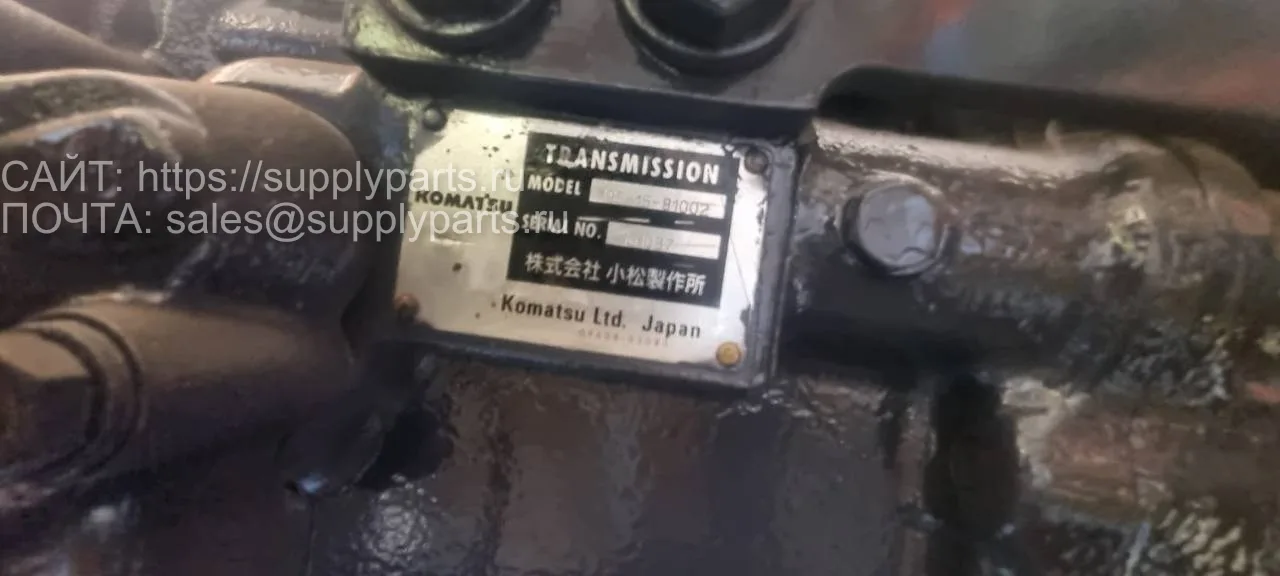 САЙТ: https://supplyparts.ru
ПОЧТА: sales@supplyparts.ru
TRANSMISSION
MODEL
KOMATSU
SERIAL NO.
株式会社 小松製作所
Komatsu Ltd. Japan